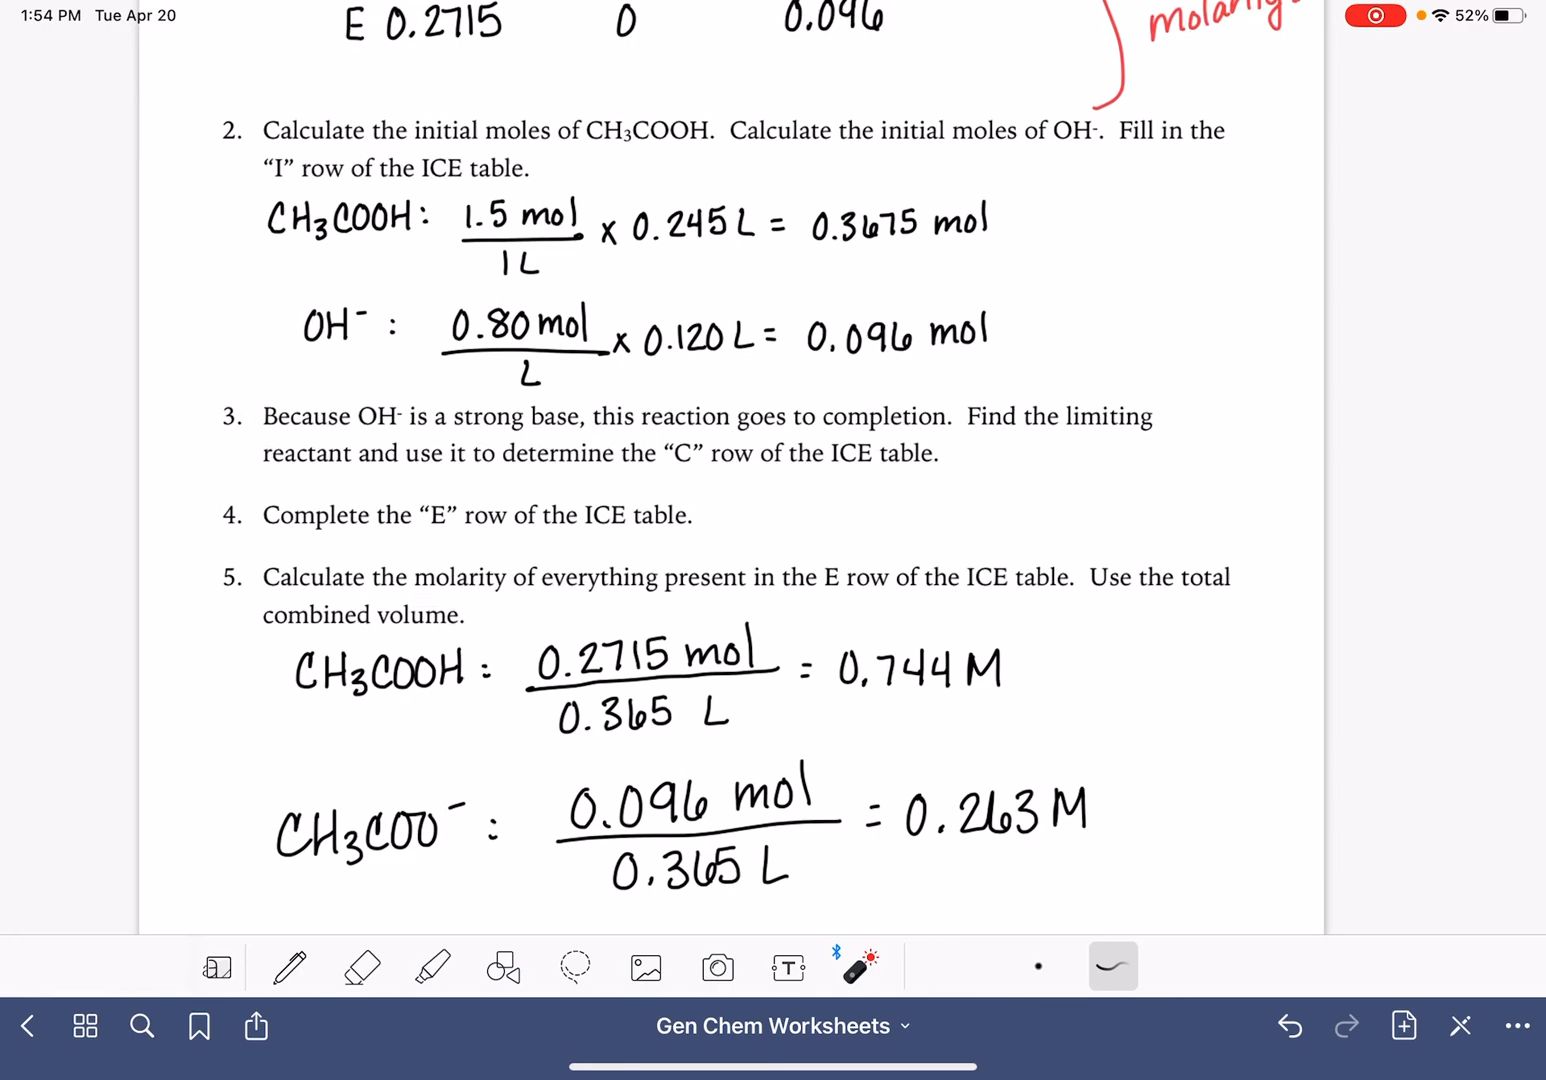 1:54 PM Tue Apr 20
52%
E 0.2715 0 0.096
molarity
2. Calculate the initial moles of CH₃COOH. Calculate the initial moles of OH⁻. Fill in the
“I” row of the ICE table.
CH₃COOH: 1.5 mol / 1 L x 0.245 L = 0.3675 mol
OH⁻ : 0.80 mol / L x 0.120 L = 0.096 mol
3. Because OH⁻ is a strong base, this reaction goes to completion. Find the limiting
reactant and use it to determine the “C” row of the ICE table.
4. Complete the “E” row of the ICE table.
5. Calculate the molarity of everything present in the E row of the ICE table. Use the total
combined volume.
CH₃COOH : 0.2715 mol / 0.365 L = 0.744 M
CH₃COO⁻ : 0.096 mol / 0.365 L = 0.263 M
Gen Chem Worksheets